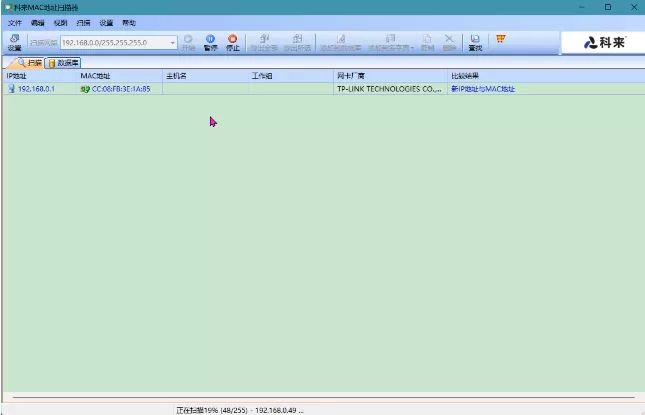 科来MAC地址扫描器
文件 编辑 视图 扫描 设置 帮助
设置 扫描网段 192.168.0.0/255.255.255.0 开始 暂停 停止 导出全部 导出所选 添加到数据库 复制 删除 查找
科来
扫描 数据库
IP地址 MAC地址 主机名 工作组 网卡厂商 比较结果
192.168.0.1 CC:08:FB:3E:1A:85 TP-LINK TECHNOLOGIES CO.,... 新IP地址与MAC地址
正在扫描19% (48/255) - 192.168.0.49 ...